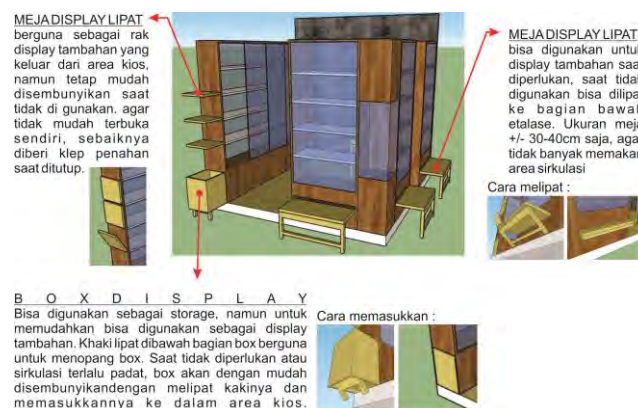 MEJA DISPLAY LIPAT
berguna sebagai rak
display tambahan yang
keluar dari area kios,
namun tetap mudah
disembunyikan saat
tidak di gunakan. agar
tidak mudah terbuka
sendiri, sebaiknya
diberi klep penahan
saat ditutup.
MEJA DISPLAY LIPAT
bisa digunakan untuk
display tambahan saat
diperlukan, saat tidak
digunakan bisa dilipat
ke bagian bawah
etalase. Ukuran meja
+/- 30-40cm saja, agar
tidak banyak memakan
area sirkulasi
Cara melipat :
B O X D I S P L A Y
Bisa digunakan sebagai storage, namun untuk
memudahkan bisa digunakan sebagai display
tambahan. Khaki lipat dibawah bagian box berguna
untuk menopang box. Saat tidak diperlukan atau
sirkulasi terlalu padat, box akan dengan mudah
disembunyikandengan melipat kakinya dan
memasukkannya ke dalam area kios.
Cara memasukkan :